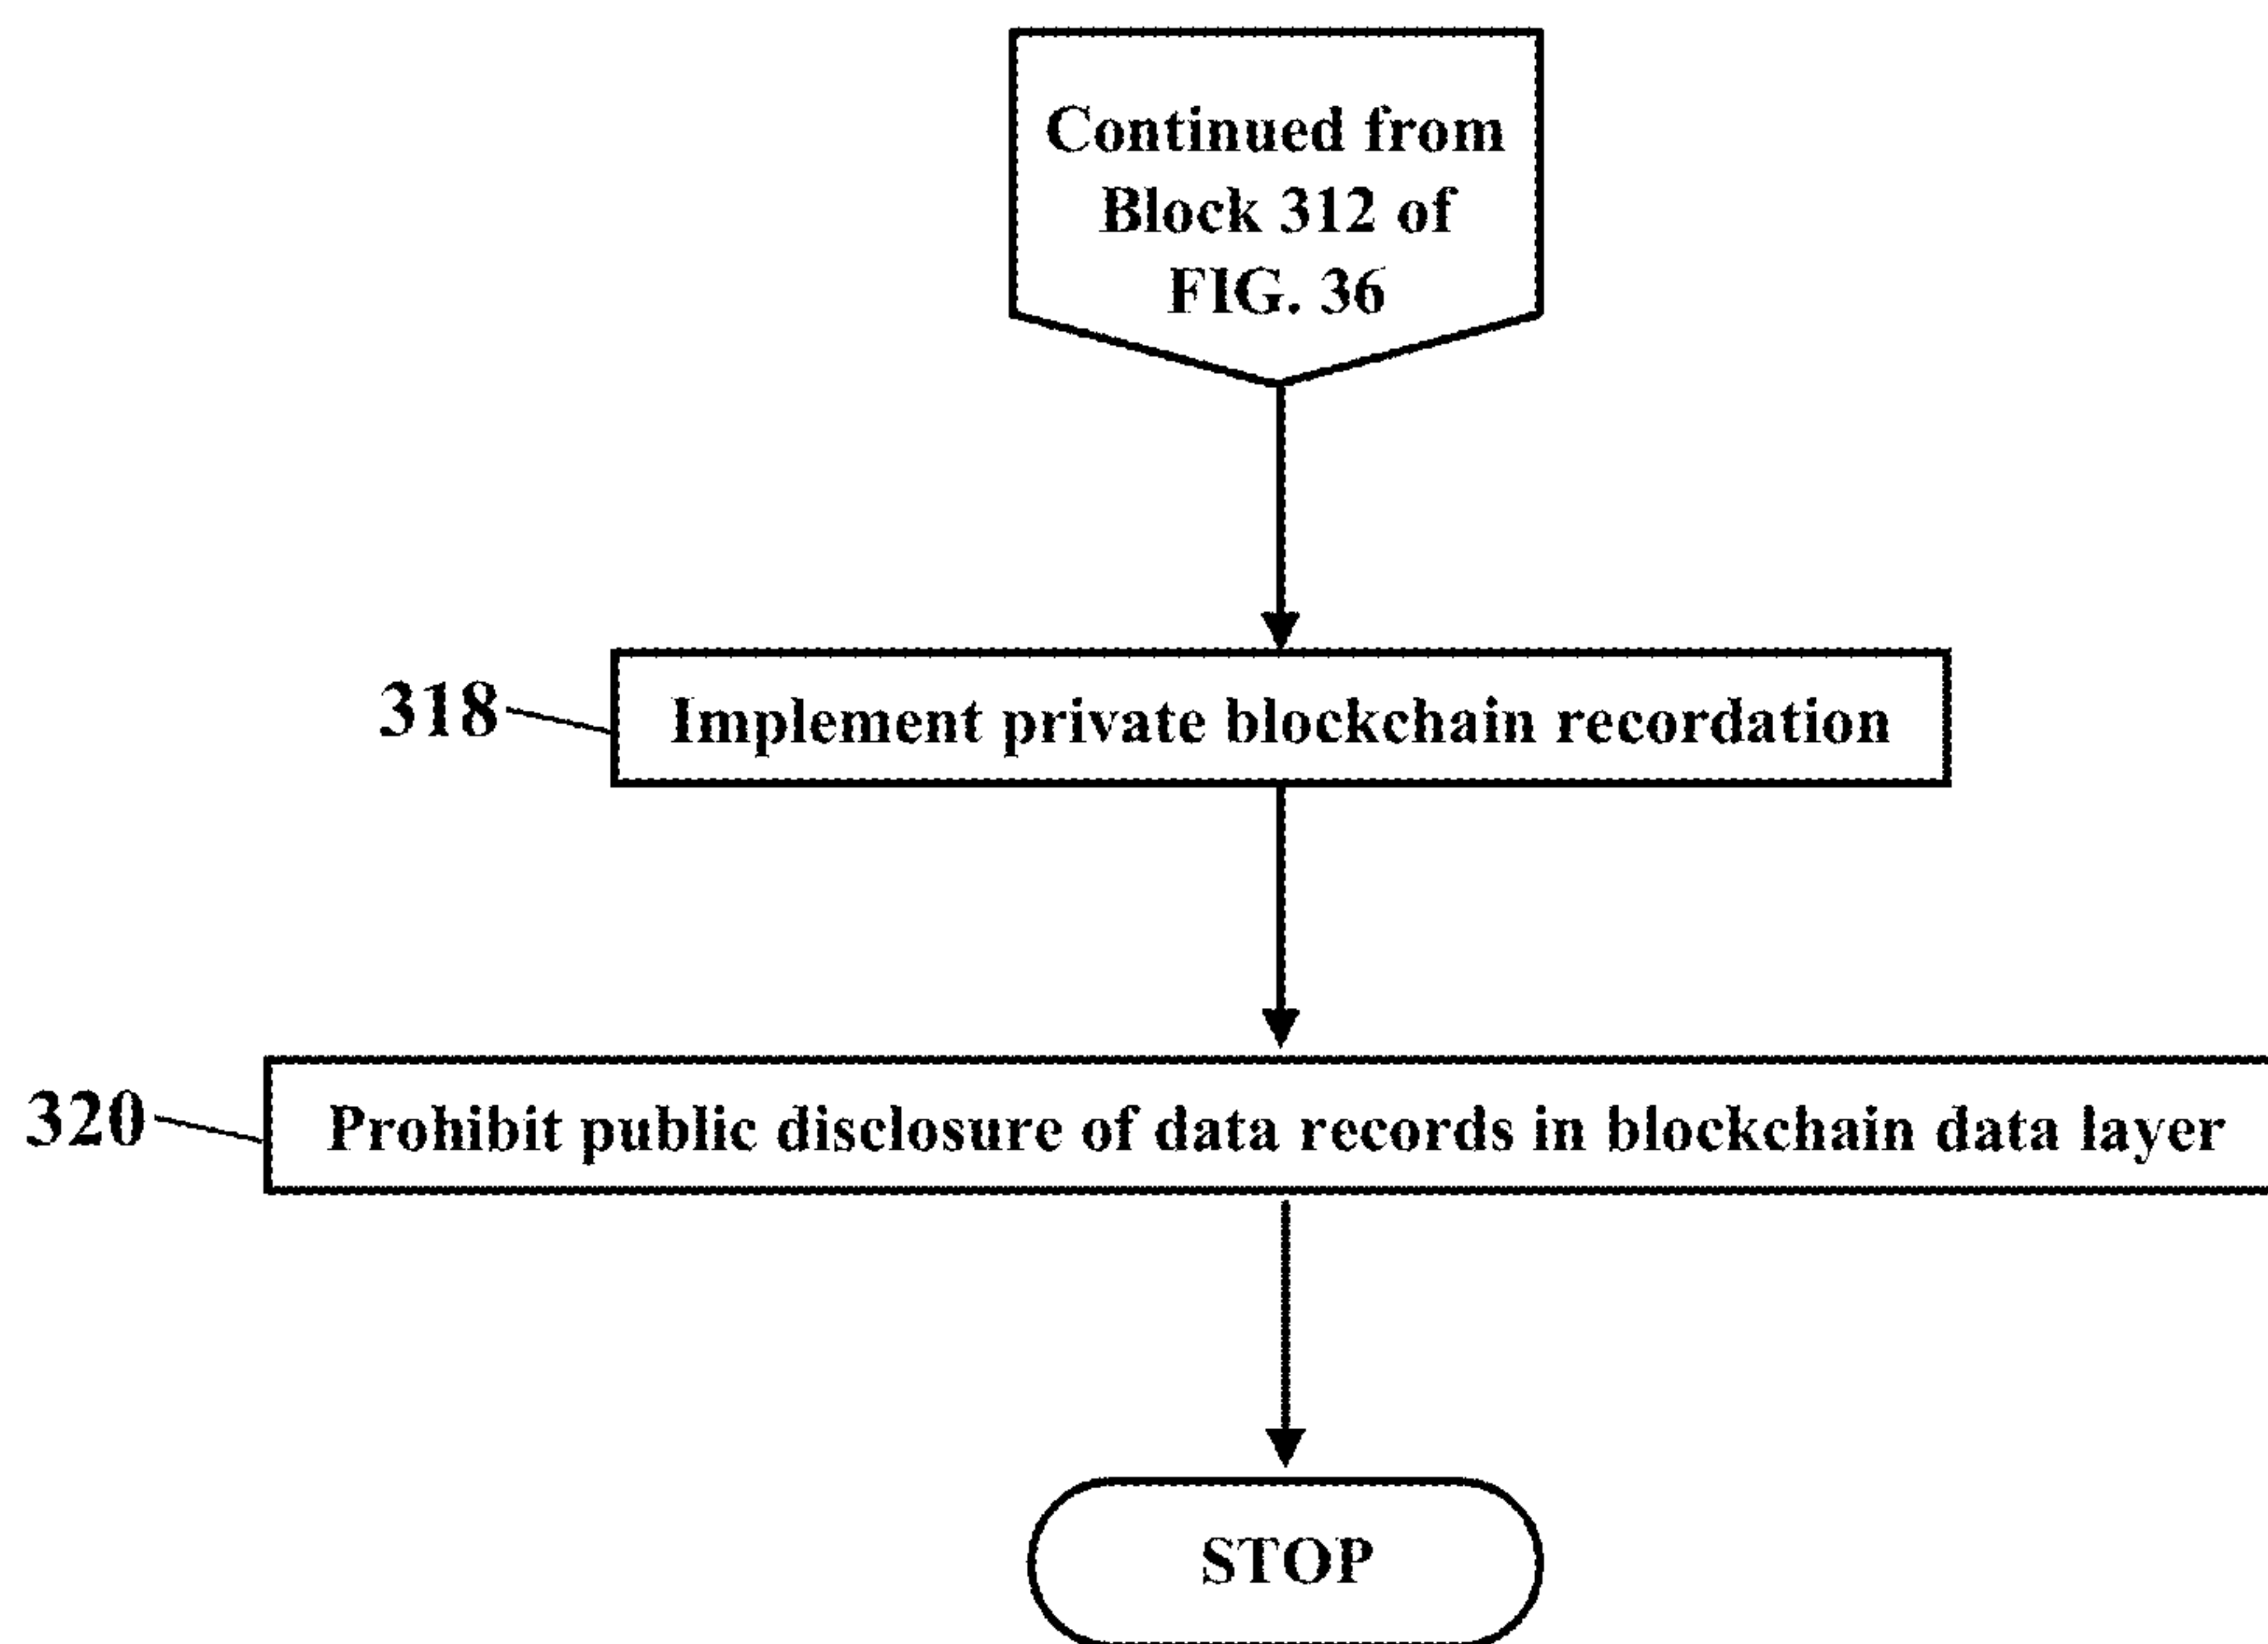 Continued from
Block 312 of
FIG. 36
318
Implement private blockchain recordation
320
Prohibit public disclosure of data records in blockchain data layer
STOP